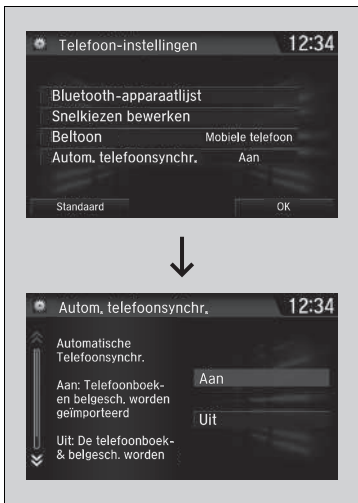 Telefoon-instellingen 12:34
Bluetooth-apparaatlijst
Snelkiezen bewerken
Beltoon Mobiele telefoon
Autom. telefoonsynchr. Aan
Standaard OK
Autom. telefoonsynchr. 12:34
Automatische
Telefoonsynchr.
Aan: Telefoonboek-
en belgesch. worden
geïmporteerd
Uit: De telefoonboek-
& belgesch. worden
Aan
Uit